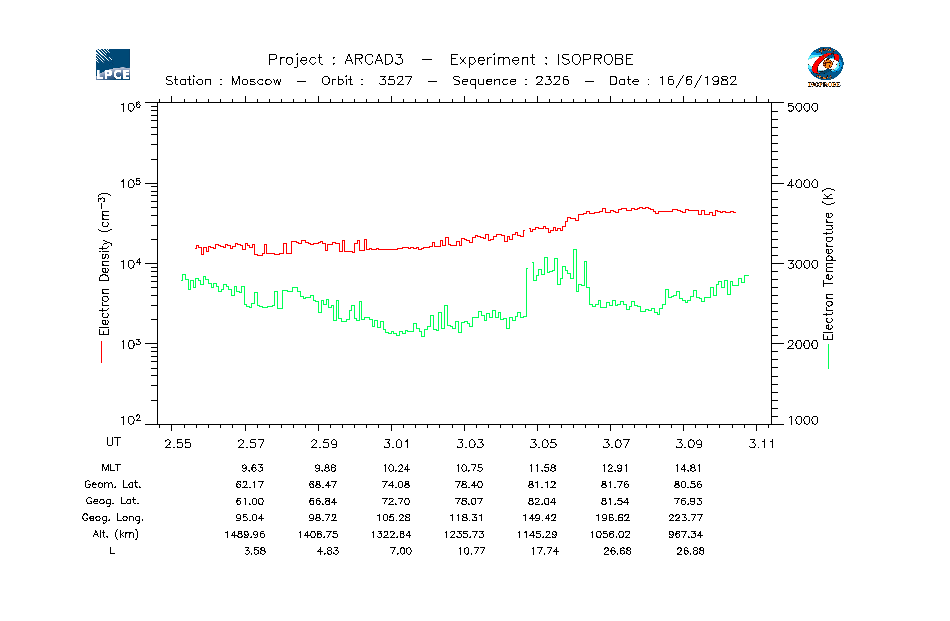 LPCE
Project : ARCAD3 — Experiment : ISOPROBE
Station : Moscow — Orbit : 3527 — Sequence : 2326 — Date : 16/6/1982
ISOPROBE
10⁶ 5000
10⁵ 4000
10⁴ 3000
10³ 2000
10² 1000
Electron Density (cm⁻³)
Electron Temperature (K)
UT 2.55 2.57 2.59 3.01 3.03 3.05 3.07 3.09 3.11
MLT 9.63 9.86 10.24 10.75 11.58 12.91 14.81
Geom. Lat. 62.17 68.47 74.08 78.40 81.12 81.76 80.56
Geog. Lat. 61.00 66.84 72.70 78.07 82.04 81.54 76.93
Geog. Long. 95.04 98.72 105.28 118.31 149.42 196.62 223.77
Alt. (km) 1489.96 1406.75 1322.84 1235.73 1145.29 1056.02 967.34
L 3.58 4.83 7.00 10.77 17.74 26.68 26.88